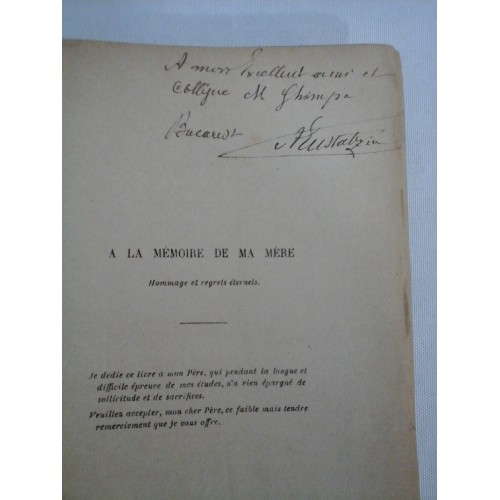 A mon Excellent ami et
Collègue M Ghimpa
Bucarest
A LA MÉMOIRE DE MA MÈRE
Hommage et regrets éternels.
Je dédie ce livre à mon Père, qui pendant la longue et
difficile épreuve de mes études, n'a rien épargné de
sollicitude et de sacrifices.
Veuillez accepter, mon cher Père, ce faible mais tendre
remerciement que je vous offre.